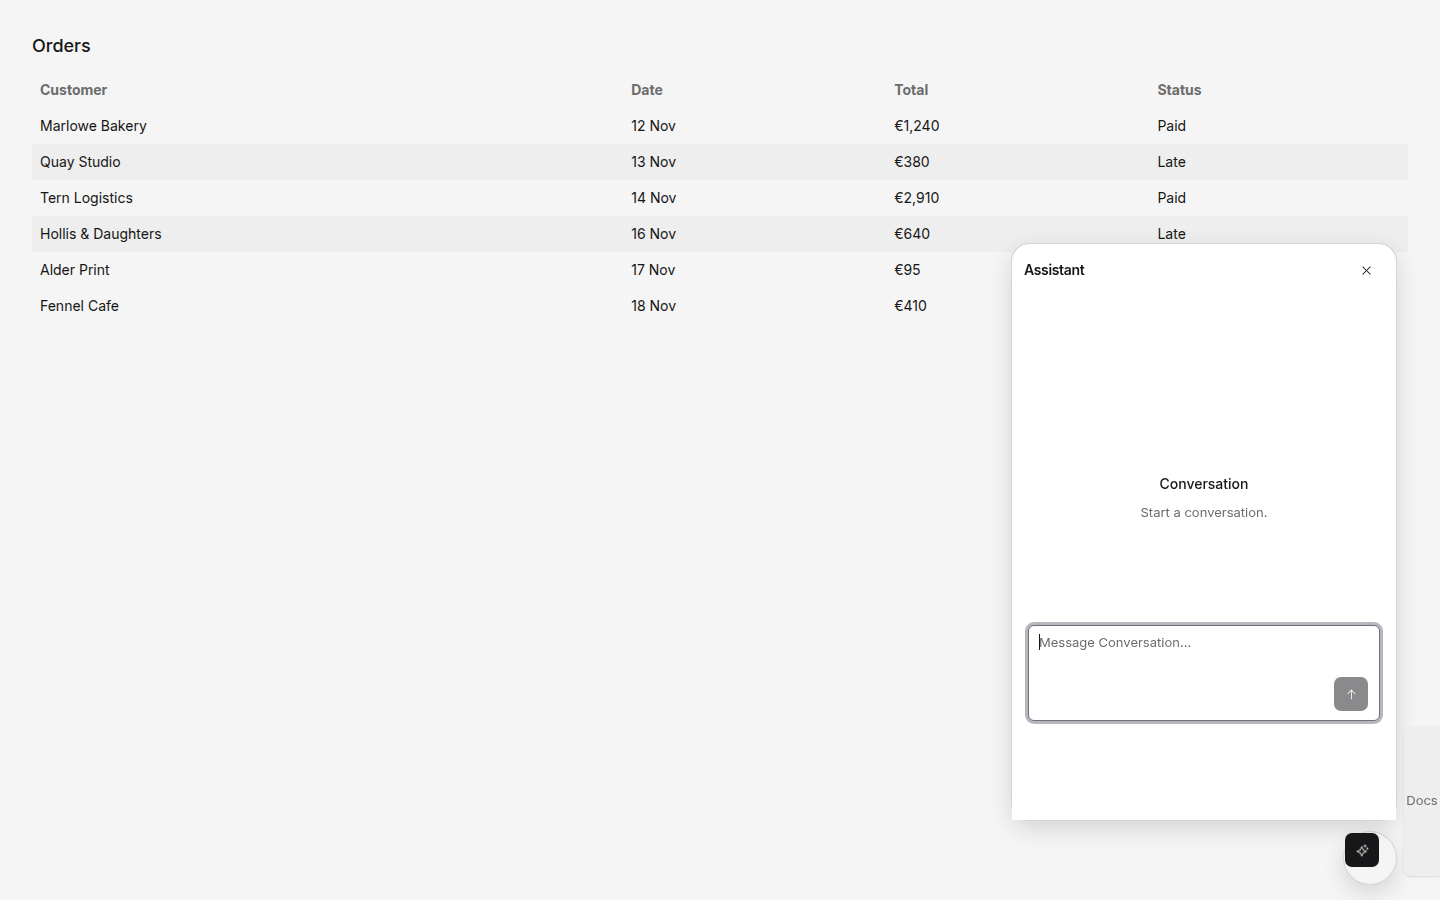 Orders
Customer Date Total Status
Marlowe Bakery 12 Nov €1,240 Paid
Quay Studio 13 Nov €380 Late
Tern Logistics 14 Nov €2,910 Paid
Hollis & Daughters 16 Nov €640 Late
Alder Print 17 Nov €95
Fennel Cafe 18 Nov €410
Assistant
Conversation
Start a conversation.
Message Conversation...
Docs